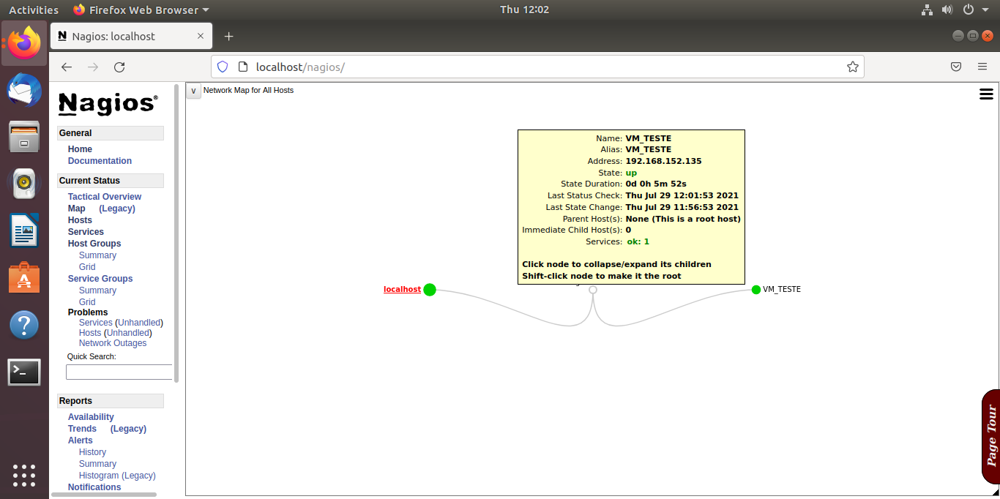 Activities Firefox Web Browser Thu 12:02
Nagios: localhost
localhost/nagios/
Nagios®
General
Home
Documentation
Current Status
Tactical Overview
Map (Legacy)
Hosts
Services
Host Groups
Summary
Grid
Service Groups
Summary
Grid
Problems
Services (Unhandled)
Hosts (Unhandled)
Network Outages
Quick Search:
Reports
Availability
Trends (Legacy)
Alerts
History
Summary
Histogram (Legacy)
Notifications
v Network Map for All Hosts
Name: VM_TESTE
Alias: VM_TESTE
Address: 192.168.152.135
State: up
State Duration: 0d 0h 5m 52s
Last Status Check: Thu Jul 29 12:01:53 2021
Last State Change: Thu Jul 29 11:56:53 2021
Parent Host(s): None (This is a root host)
Immediate Child Host(s): 0
Services: ok: 1
Click node to collapse/expand its children
Shift-click node to make it the root
localhost
VM_TESTE
Page Tour